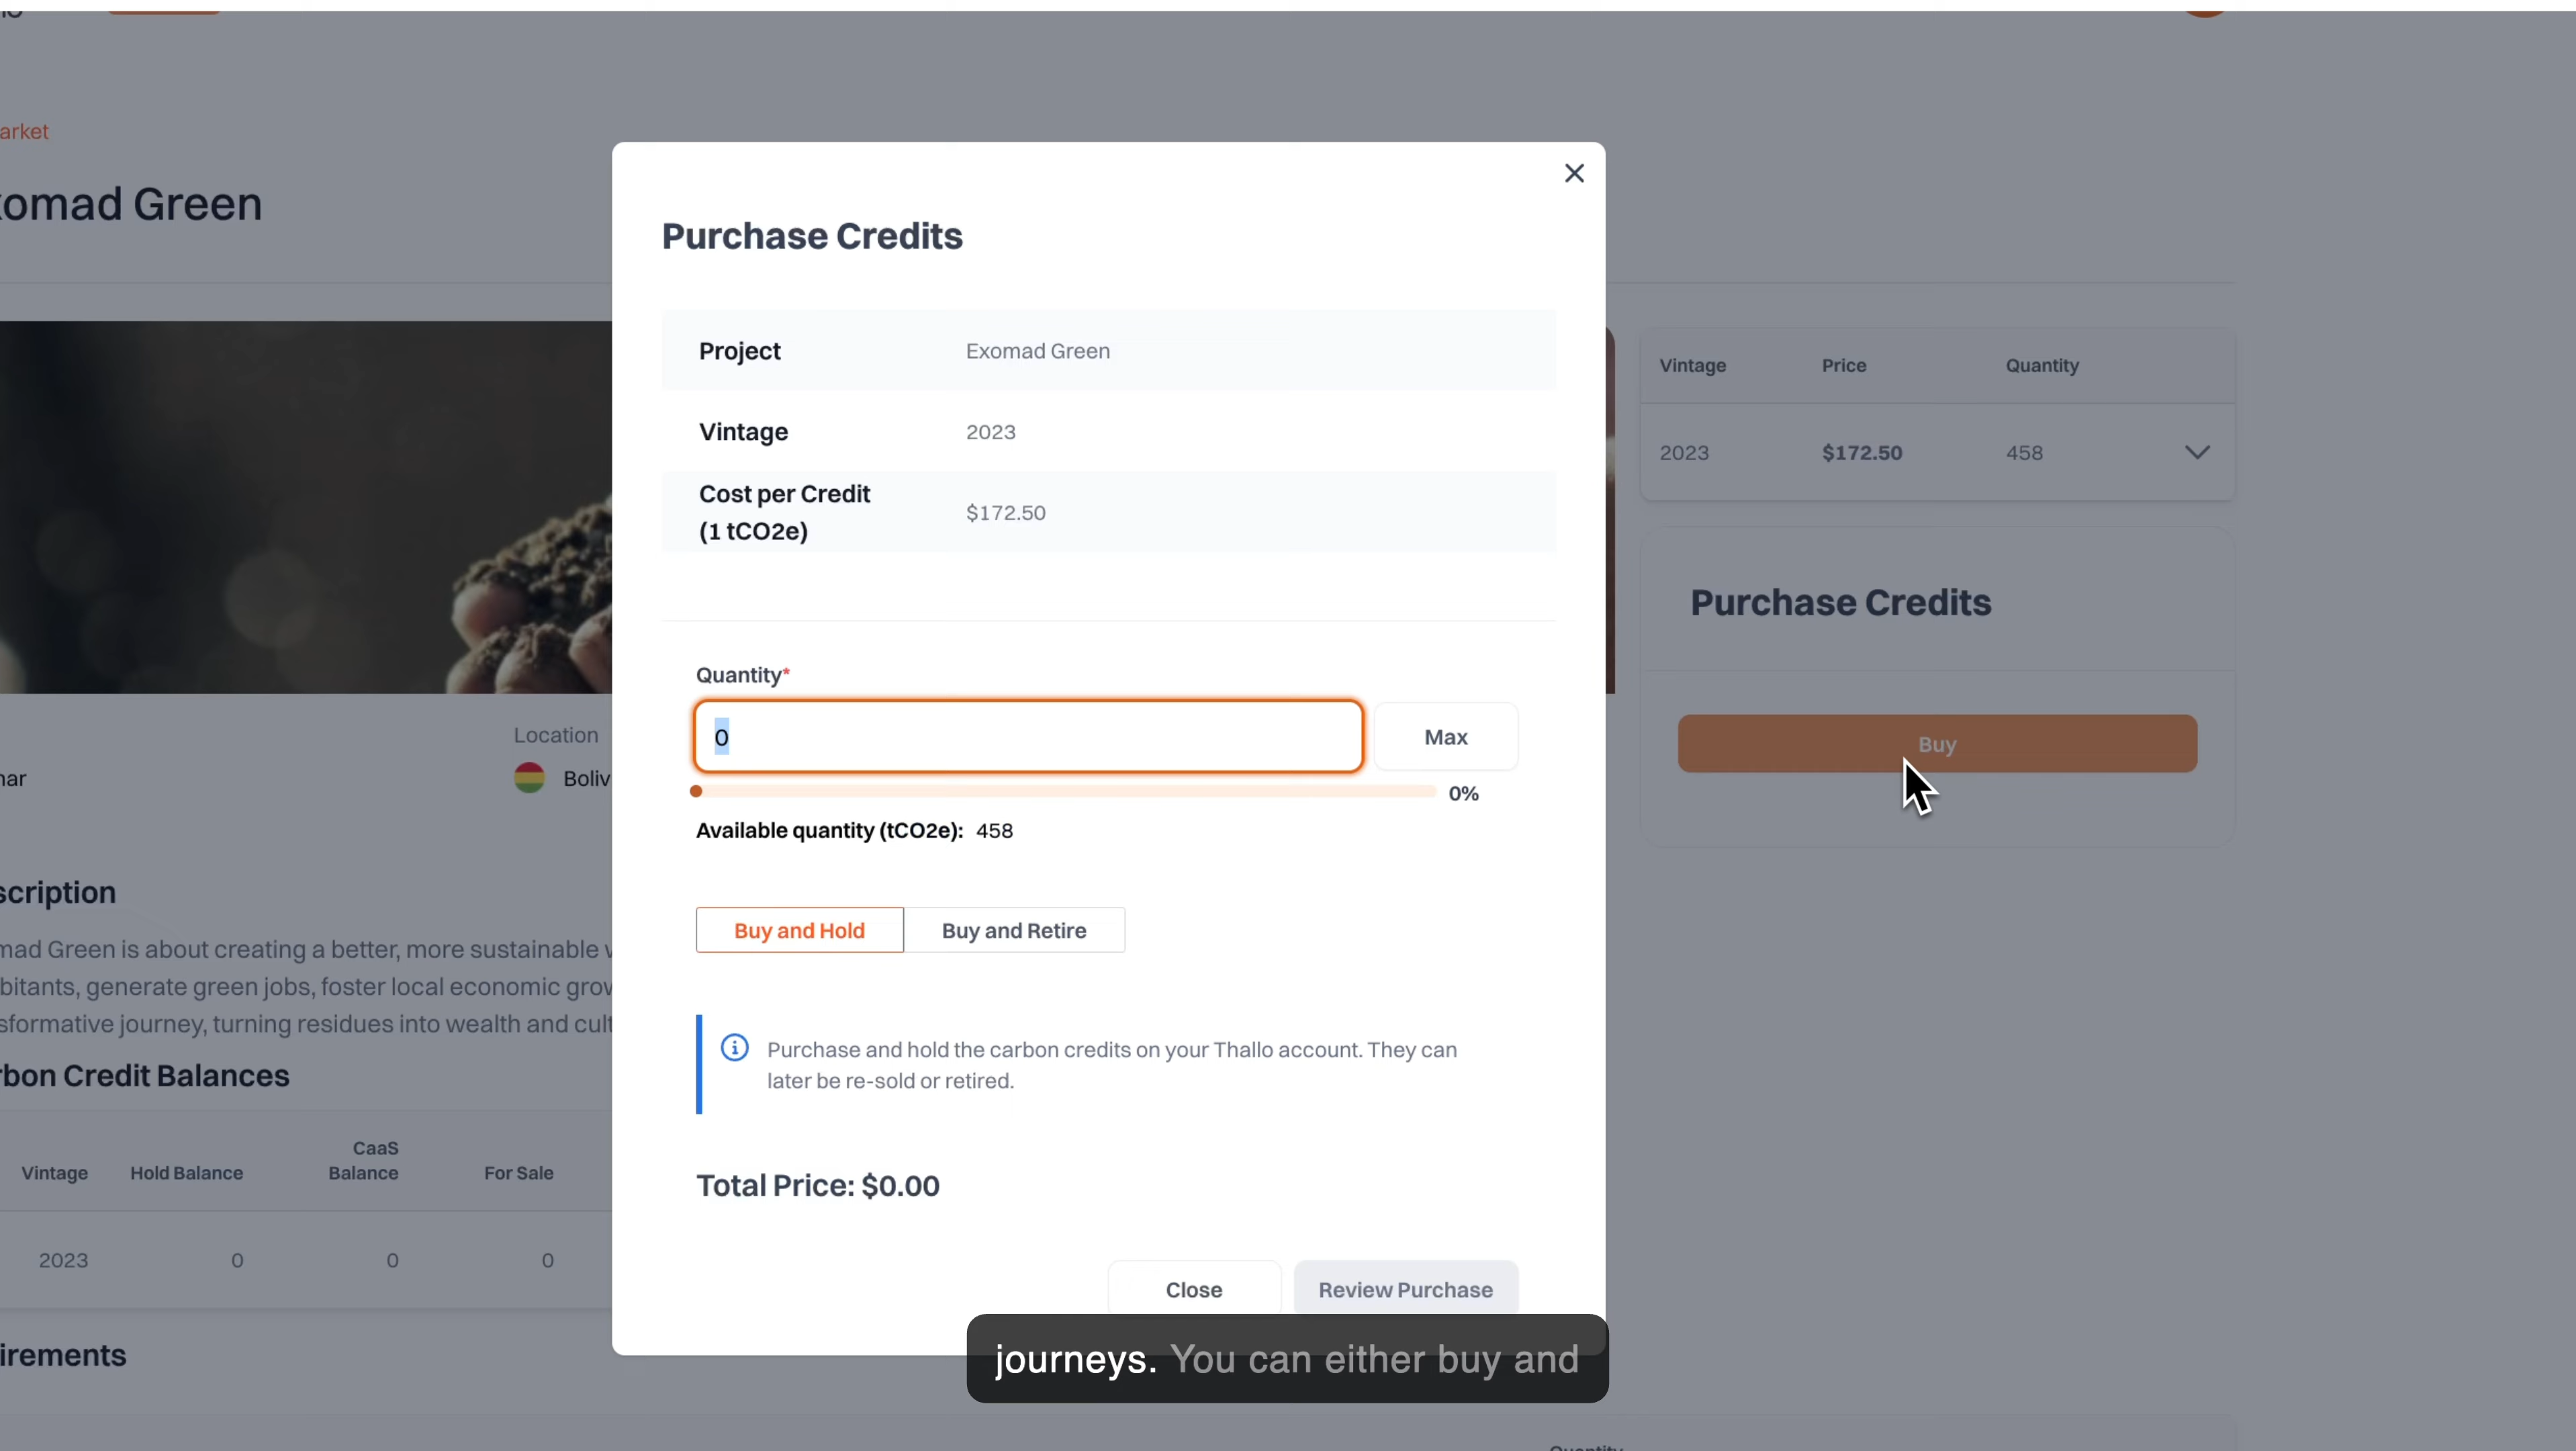 arket
omad Green
Purchase Credits
Project Exomad Green
Vintage 2023
Cost per Credit
(1 tCO2e) $172.50
Quantity*
0
Max
0%
Available quantity (tCO2e): 458
Buy and Hold Buy and Retire
Purchase and hold the carbon credits on your Thallo account. They can
later be re-sold or retired.
Total Price: $0.00
Close Review Purchase
Vintage Price Quantity
2023 $172.50 458
Purchase Credits
Buy
Location
nar Boliv
scription
mad Green is about creating a better, more sustainable
bitants, generate green jobs, foster local economic grow
sformative journey, turning residues into wealth and cult
rbon Credit Balances
Vintage Hold Balance CaaS Balance For Sale
2023 0 0 0
irements
journeys. You can either buy and